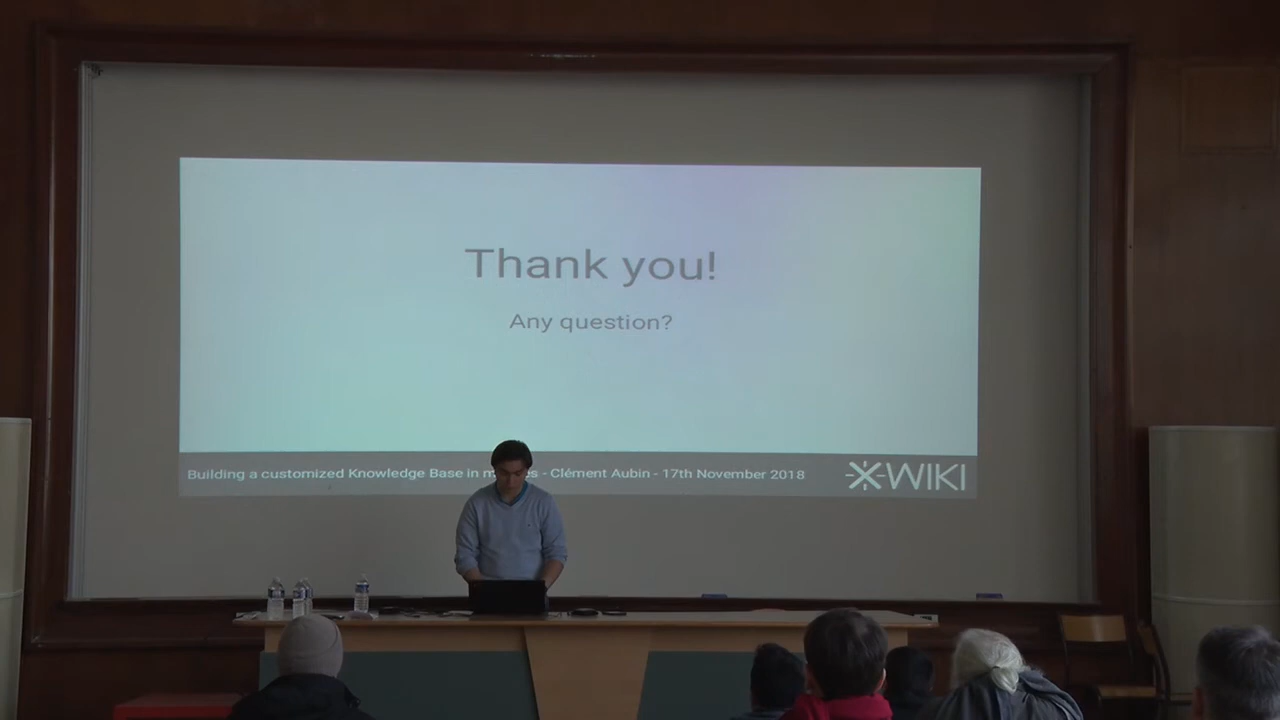 Thank you!
Any question?
Building a customized Knowledge Base in - Clément Aubin - 17th November 2018
XWIKI